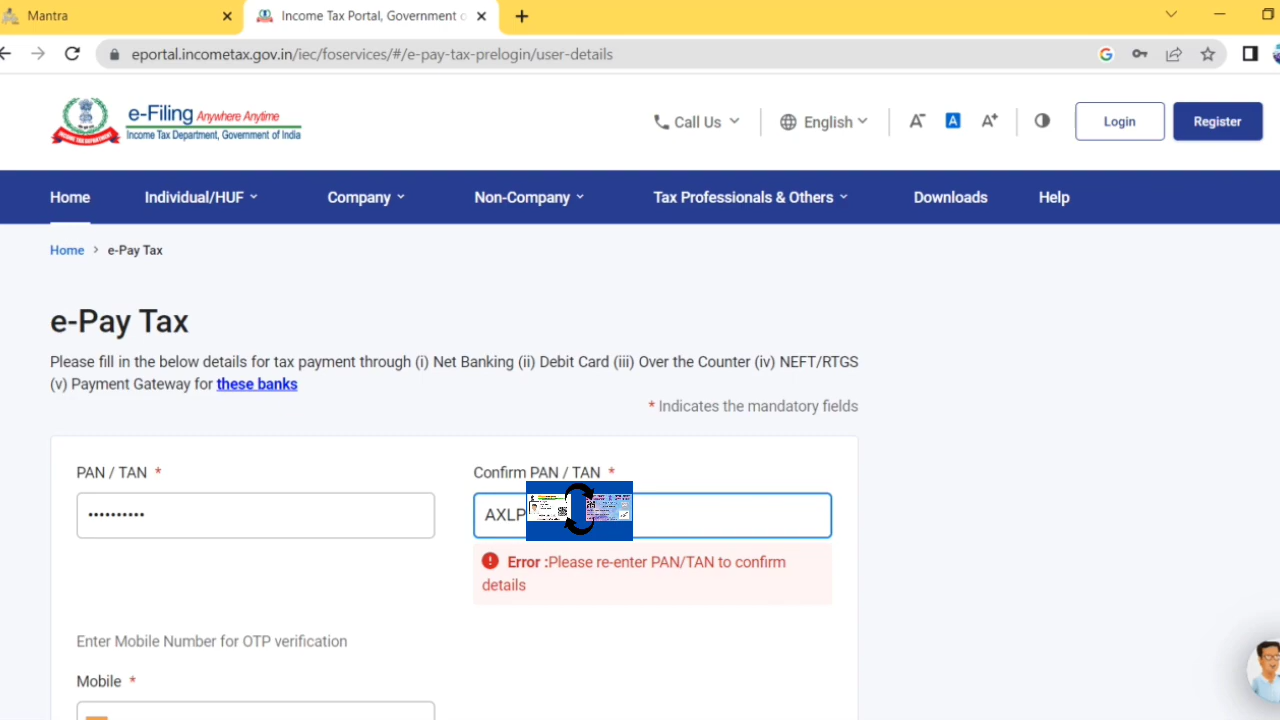 Mantra
Income Tax Portal, Government o
eportal.incometax.gov.in/iec/foservices/#/e-pay-tax-prelogin/user-details
e-Filing Anywhere Anytime
Income Tax Department, Government of India
Call Us
English
A-
A
A+
Login
Register
Home
Individual/HUF
Company
Non-Company
Tax Professionals & Others
Downloads
Help
Home > e-Pay Tax
e-Pay Tax
Please fill in the below details for tax payment through (i) Net Banking (ii) Debit Card (iii) Over the Counter (iv) NEFT/RTGS
(v) Payment Gateway for these banks
* Indicates the mandatory fields
PAN / TAN *
Confirm PAN / TAN *
••••••••••
AXLP
Error :Please re-enter PAN/TAN to confirm
details
Enter Mobile Number for OTP verification
Mobile *